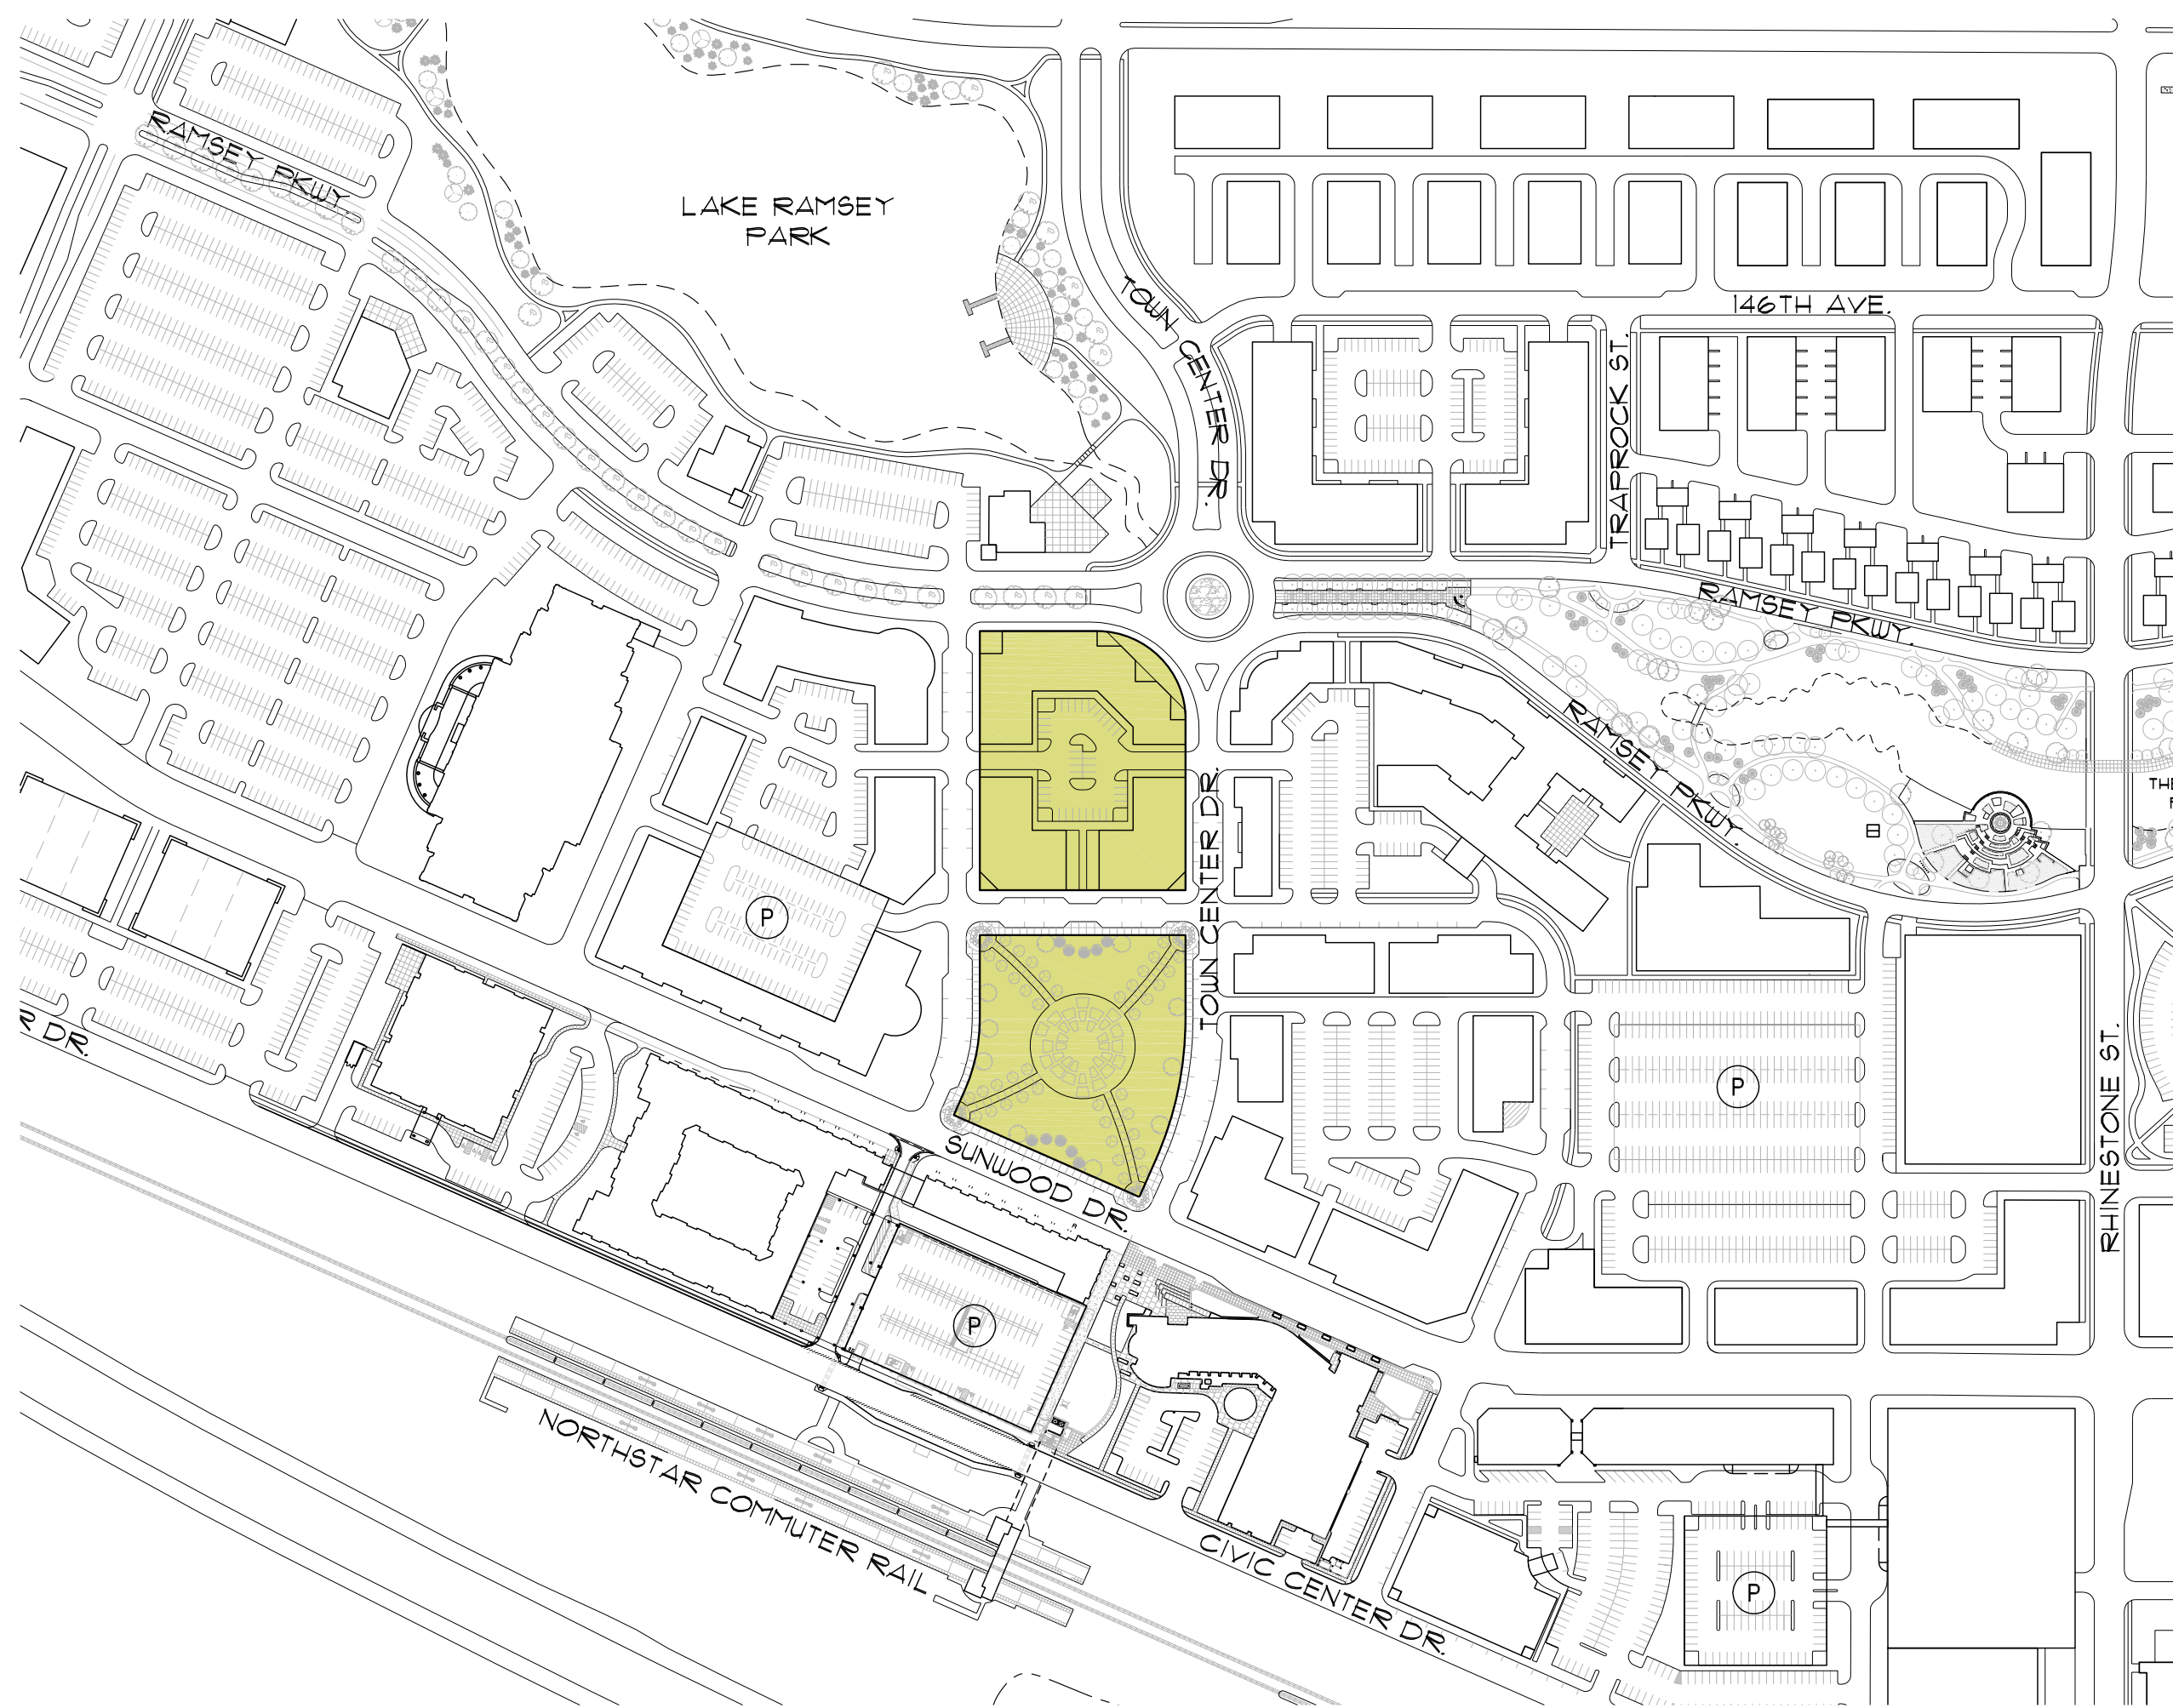 RAMSEY PKWY.
LAKE RAMSEY
PARK
TOWN CENTER DR.
146TH AVE.
TRAPROCK ST.
RAMSEY PKWY.
RAMSEY PKWY.
TOWN CENTER DR.
THE
P
R DR.
P
RHINESTONE ST.
SUNWOOD DR.
P
NORTHSTAR COMMUTER RAIL
CIVIC CENTER DR.
P